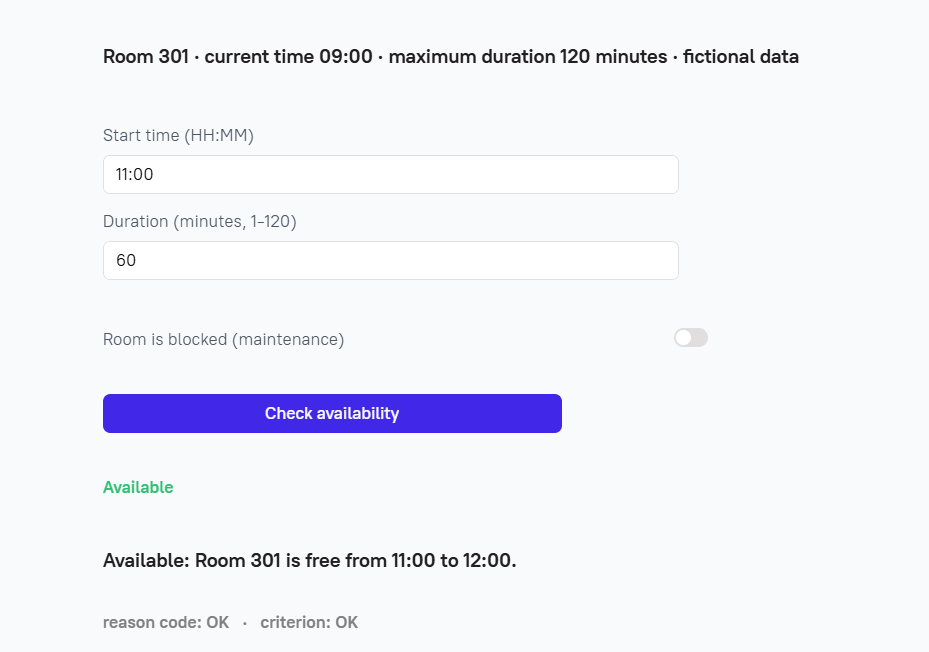 Room 301 · current time 09:00 · maximum duration 120 minutes · fictional data
Start time (HH:MM)
11:00
Duration (minutes, 1–120)
60
Room is blocked (maintenance)
Check availability
Available
Available: Room 301 is free from 11:00 to 12:00.
reason code: OK · criterion: OK